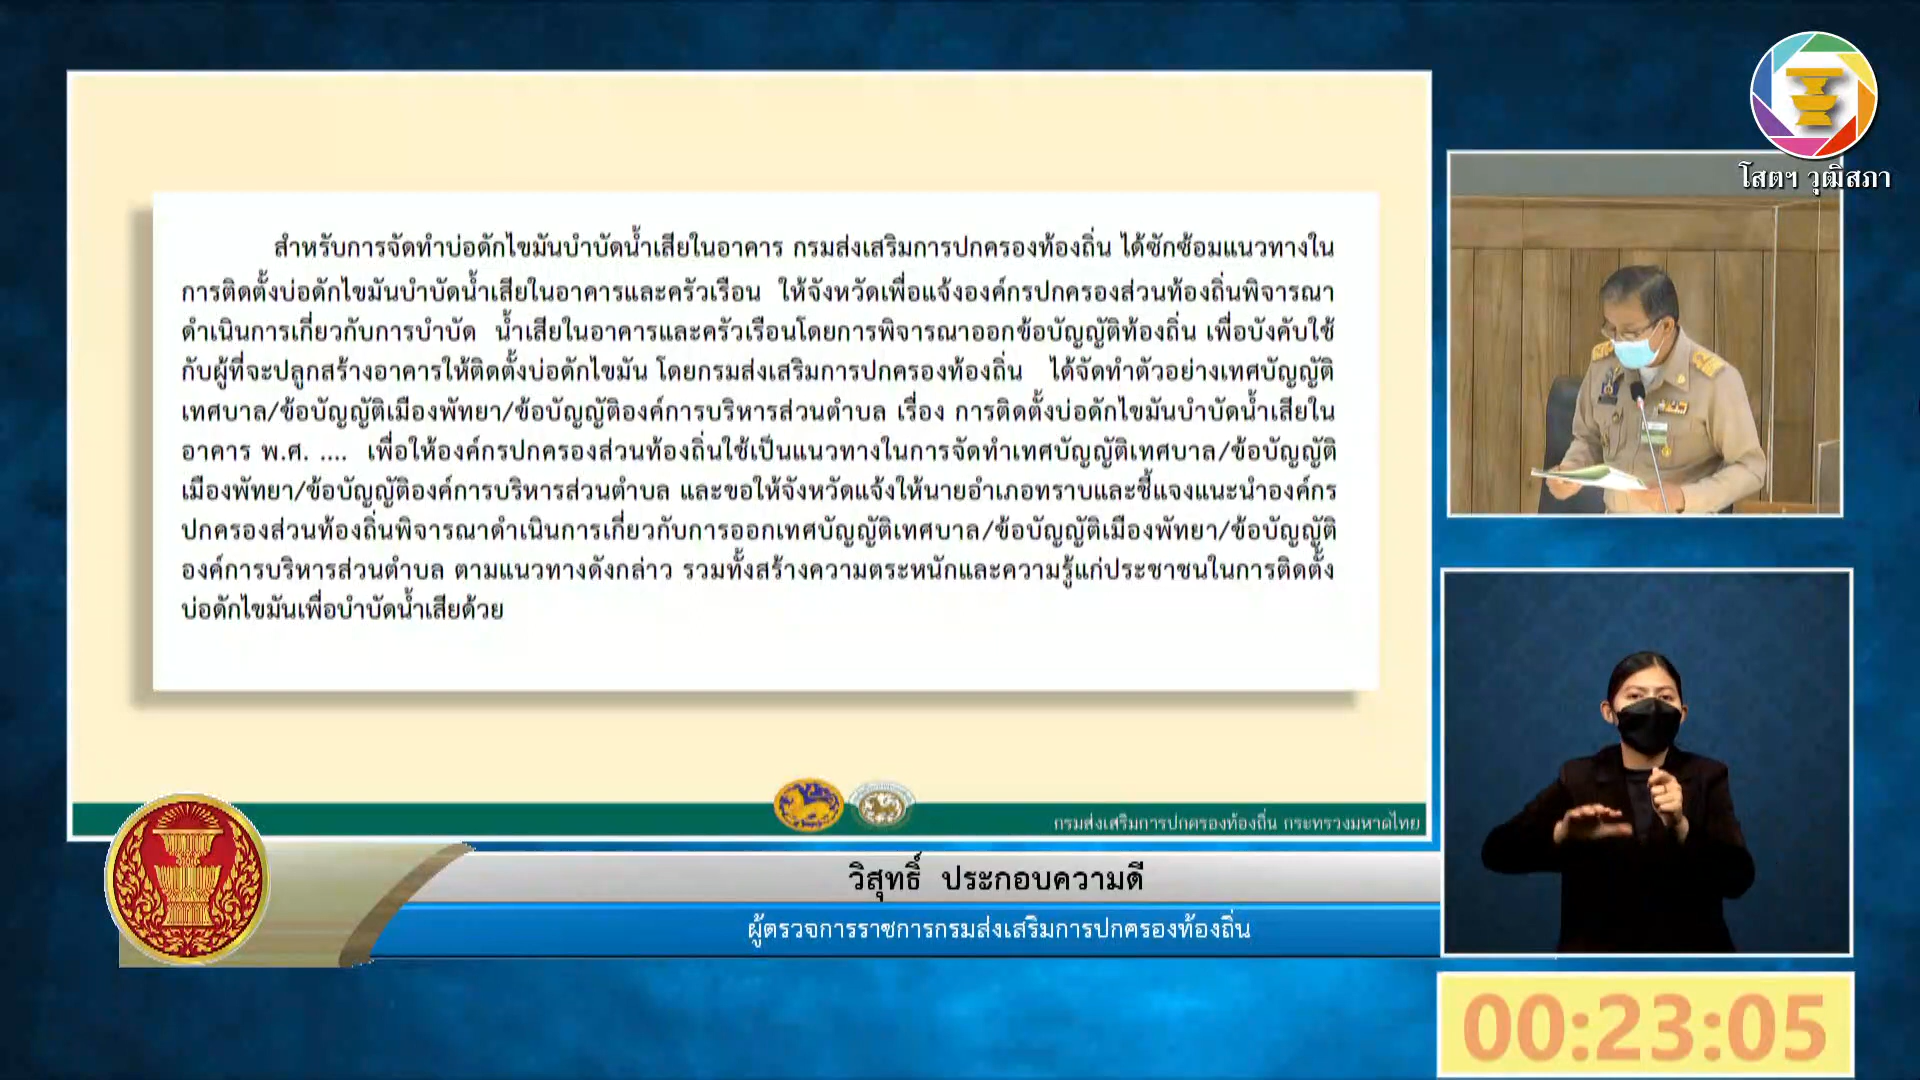 โสตฯ วุฒิสภา
สำหรับการจัดทำบ่อดักไขมันบำบัดน้ำเสียในอาคาร กรมส่งเสริมการปกครองท้องถิ่น ได้ซักซ้อมแนวทางใน
การติดตั้งบ่อดักไขมันบำบัดน้ำเสียในอาคารและครัวเรือน ให้จังหวัดเพื่อแจ้งองค์กรปกครองส่วนท้องถิ่นพิจารณา
ดำเนินการเกี่ยวกับการบำบัด น้ำเสียในอาคารและครัวเรือนโดยการพิจารณาออกข้อบัญญัติท้องถิ่น เพื่อบังคับใช้
กับผู้ที่จะปลูกสร้างอาคารให้ติดตั้งบ่อดักไขมัน โดยกรมส่งเสริมการปกครองท้องถิ่น ได้จัดทำตัวอย่างเทศบัญญัติ
เทศบาล/ข้อบัญญัติเมืองพัทยา/ข้อบัญญัติองค์การบริหารส่วนตำบล เรื่อง การติดตั้งบ่อดักไขมันบำบัดน้ำเสียใน
อาคาร พ.ศ. .... เพื่อให้องค์กรปกครองส่วนท้องถิ่นใช้เป็นแนวทางในการจัดทำเทศบัญญัติเทศบาล/ข้อบัญญัติ
เมืองพัทยา/ข้อบัญญัติองค์การบริหารส่วนตำบล และขอให้จังหวัดแจ้งให้นายอำเภอทราบและชี้แจงแนะนำองค์กร
ปกครองส่วนท้องถิ่นพิจารณาดำเนินการเกี่ยวกับการออกเทศบัญญัติเทศบาล/ข้อบัญญัติเมืองพัทยา/ข้อบัญญัติ
องค์การบริหารส่วนตำบล ตามแนวทางดังกล่าว รวมทั้งสร้างความตระหนักและความรู้แก่ประชาชนในการติดตั้ง
บ่อดักไขมันเพื่อบำบัดน้ำเสียด้วย
กรมส่งเสริมการปกครองท้องถิ่น กระทรวงมหาดไทย
วิสุทธิ์ ประกอบความดี
ผู้ตรวจการราชการกรมส่งเสริมการปกครองท้องถิ่น
00:23:05